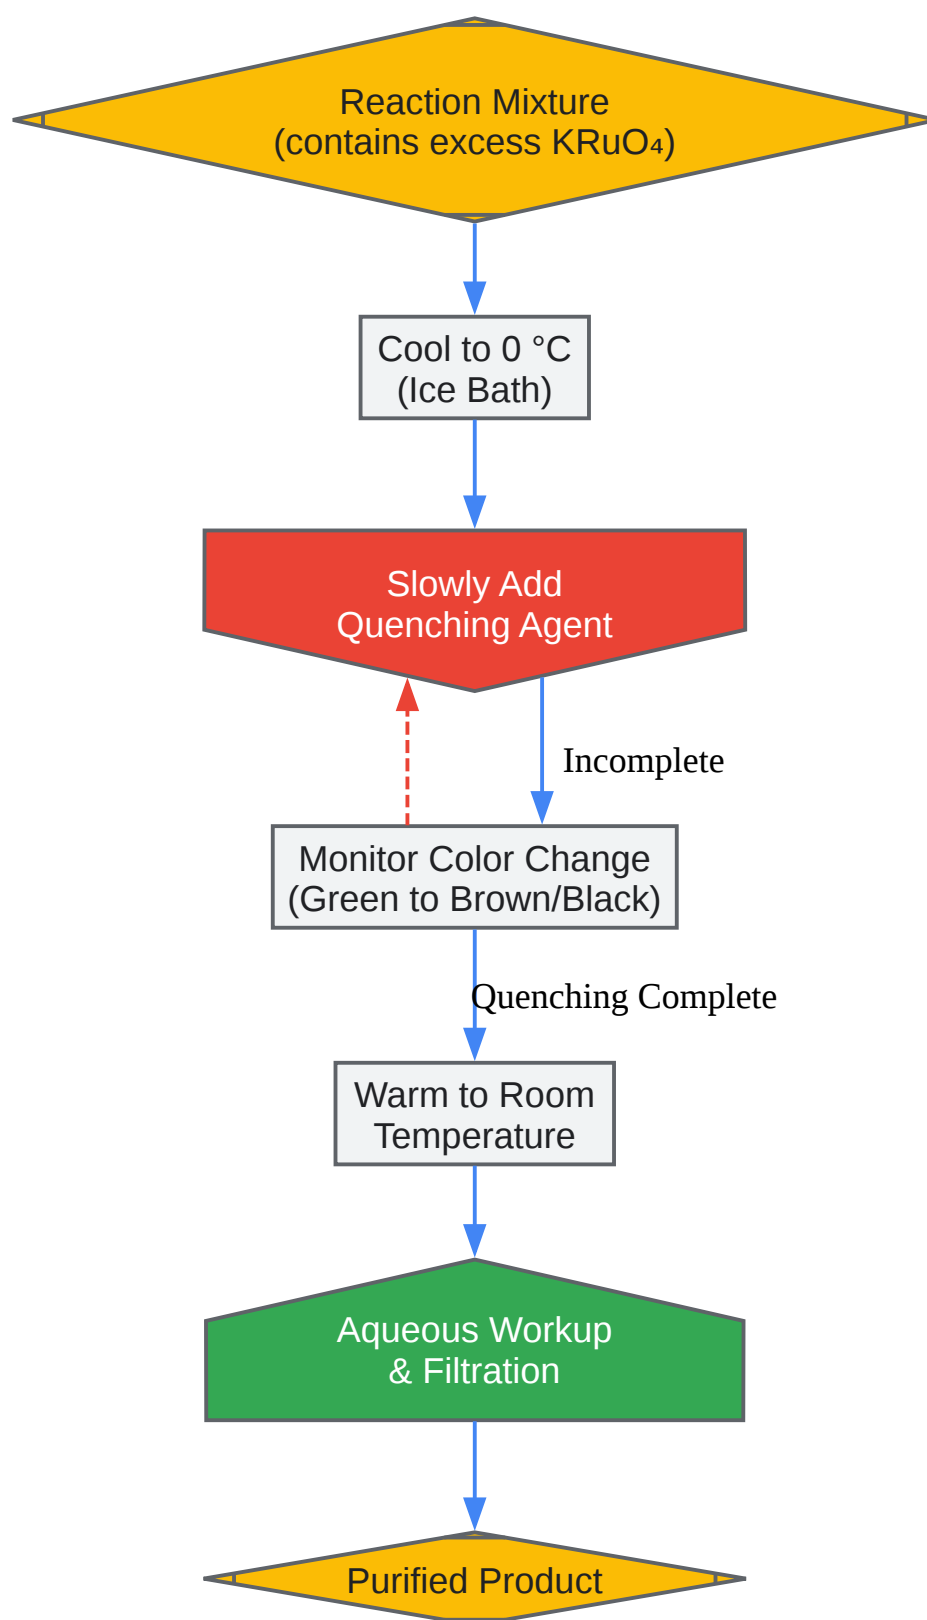 Reaction Mixture
(contains excess KRuO₄)
Cool to 0 °C
(Ice Bath)
Slowly Add
Quenching Agent
Incomplete
Monitor Color Change
(Green to Brown/Black)
Quenching Complete
Warm to Room
Temperature
Aqueous Workup
& Filtration
Purified Product